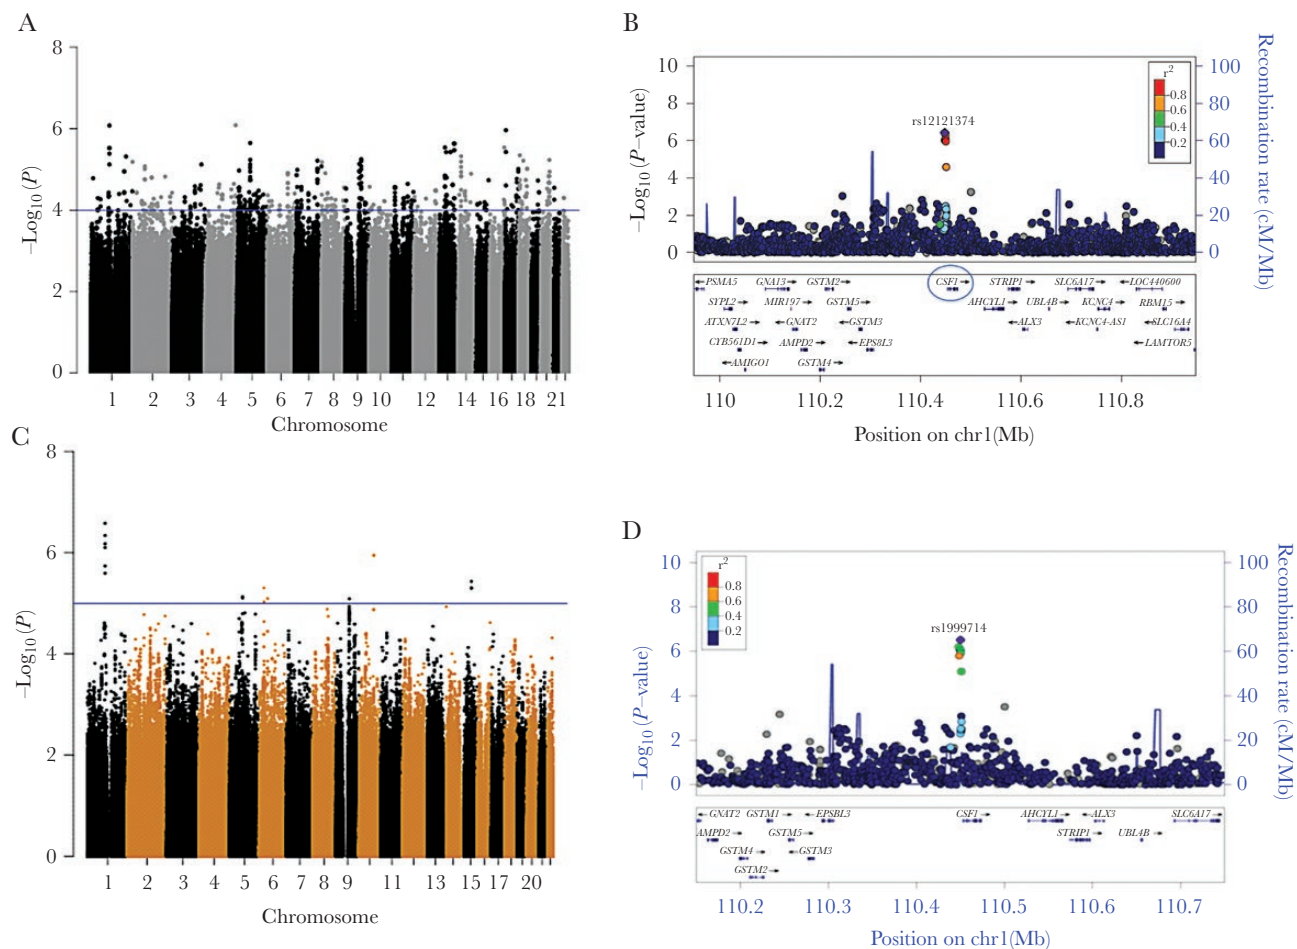 A
8
6
4
2
0
−Log10 (P)
1 2 3 4 5 6 7 8 9 10 12 14 16 18 21
Chromosome
B
10
8
6
4
2
0
−Log10 (P−value)
rs12121374
r2
0.8
0.6
0.4
0.2
100
80
60
40
20
0
Recombination rate (cM/Mb)
←PSMA5 GNAI3→ GSTM2→ CSF1→ STRIP1→ SLC6A17→ ←LOC440600
SYPL2→ MIR197→ GSTM5→ AHCYL1→ UBL4B→ KCNC4→ RBM15→
ATXN7L2→ ←GNAT2 ←GSTM3 ←ALX3 ←KCNC4-AS1 ←SLC16A4
CYB561D1→ AMPD2→ ←EPS8L3 ←LAMTOR5
←AMIGO1 GSTM4→
110 110.2 110.4 110.6 110.8
Position on chr1(Mb)
C
8
6
4
2
0
−Log10 (P)
1 2 3 4 5 6 7 8 9 11 13 15 17 20
Chromosome
D
10
8
6
4
2
0
−Log10 (P−value)
r2
0.8
0.6
0.4
0.2
rs1999714
100
80
60
40
20
0
Recombination rate (cM/Mb)
←GNAT2 GSTM1→ ←EPSBL3 CSF1→ AHCYL1→ ←ALX3 SLC6A17→
AMPD2→ GSTM5→ STRIP1→ UBL4B→
GSTM4→ ←GSTM3
GSTM2→
110.2 110.3 110.4 110.5 110.6 110.7
Position on chr1(Mb)